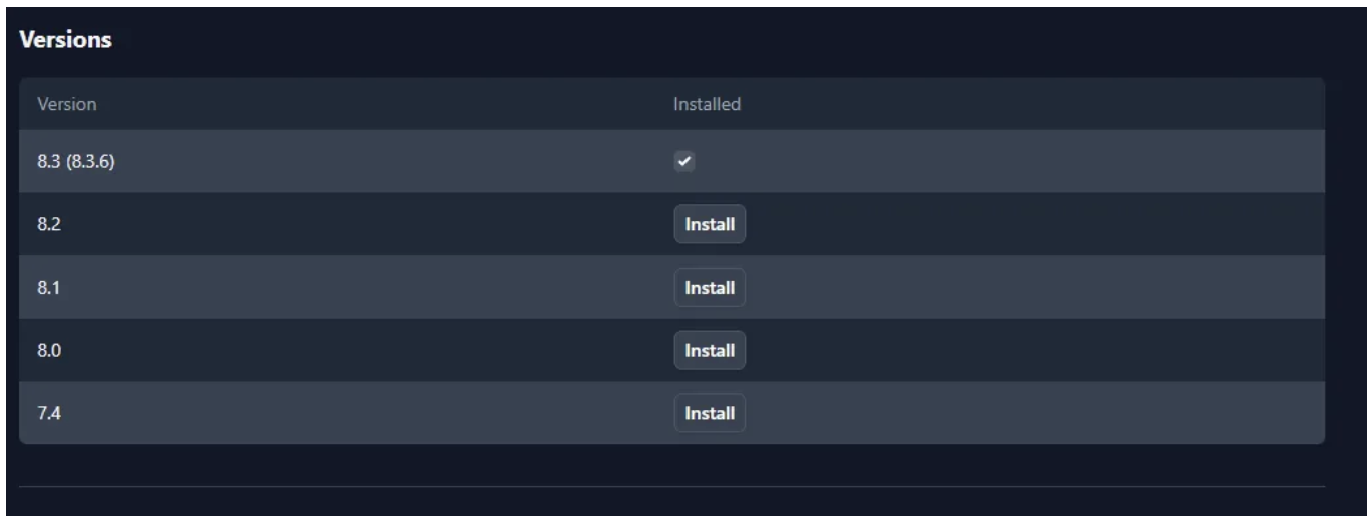 Versions
Version Installed
8.3 (8.3.6)
8.2 Install
8.1 Install
8.0 Install
7.4 Install